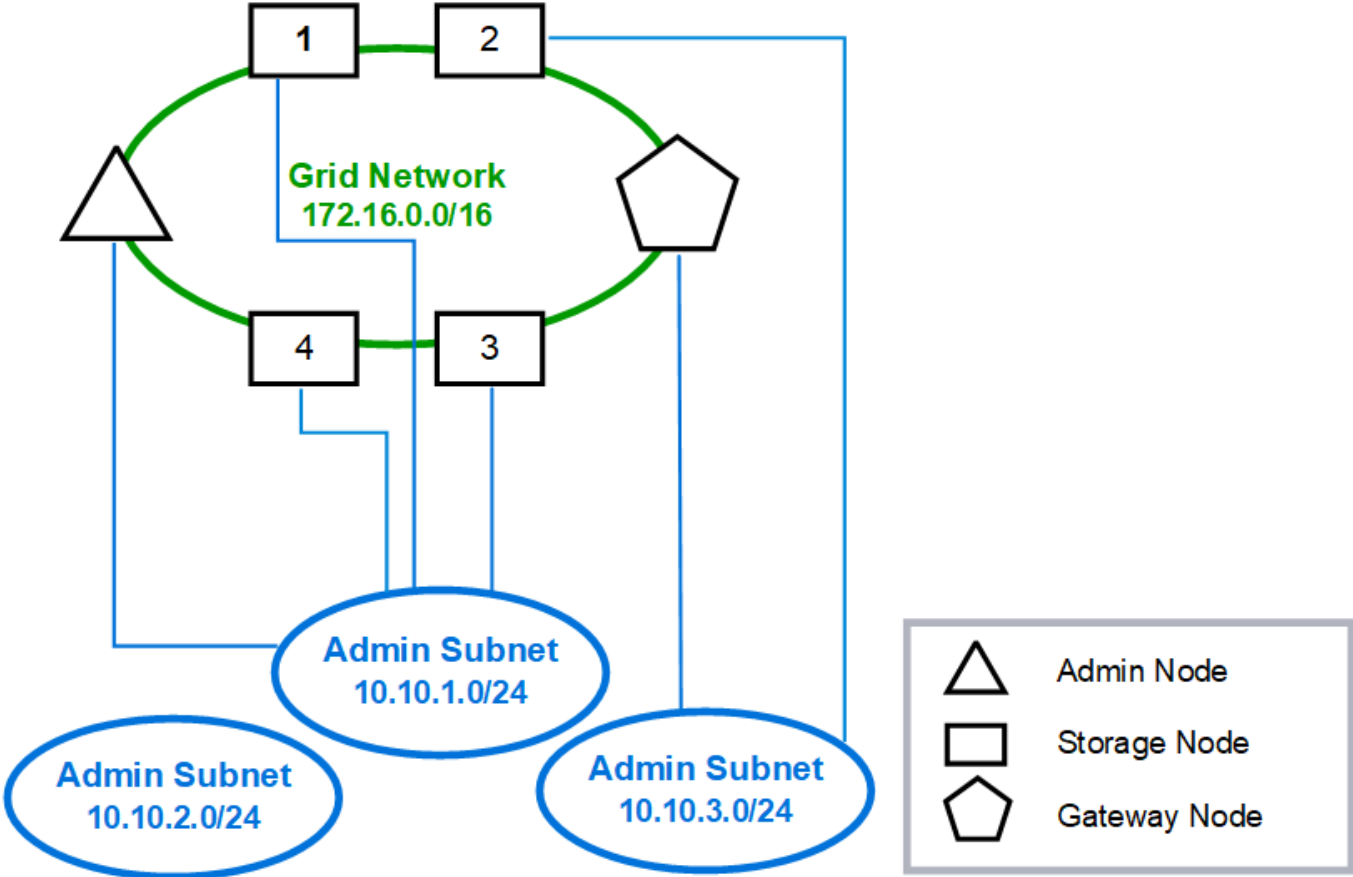 1
2
Grid Network
172.16.0.0/16
4
3
Admin Subnet
10.10.1.0/24
Admin Subnet
10.10.2.0/24
Admin Subnet
10.10.3.0/24
Admin Node
Storage Node
Gateway Node